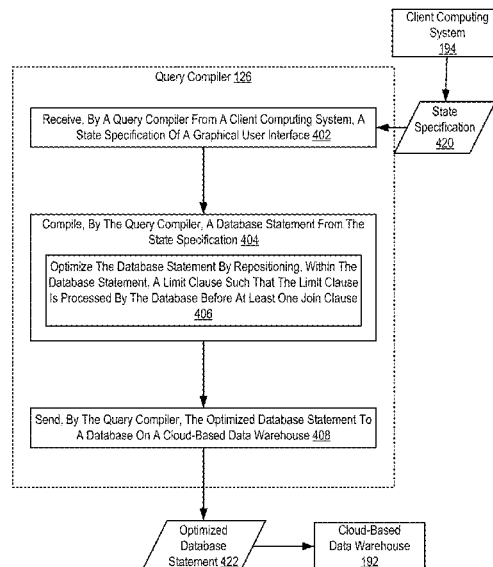 Client Computing
System
194
Query Compiler 126
Receive, By A Query Compiler From A Client Computing System, A
State Specification Of A Graphical User Interface 402
State
Specification
420
Compile, By The Query Compiler, A Database Statement From The
State Specification 404
Optimize The Database Statement By Repositioning, Within The
Database Statement, A Limit Clause Such That The Limit Clause
Is Processed By The Database Before At Least One Join Clause
406
Send, By The Query Compiler, The Optimized Database Statement To
A Database On A Cloud-Based Data Warehouse 408
Optimized
Database
Statement 422
Cloud-Based
Data Warehouse
192